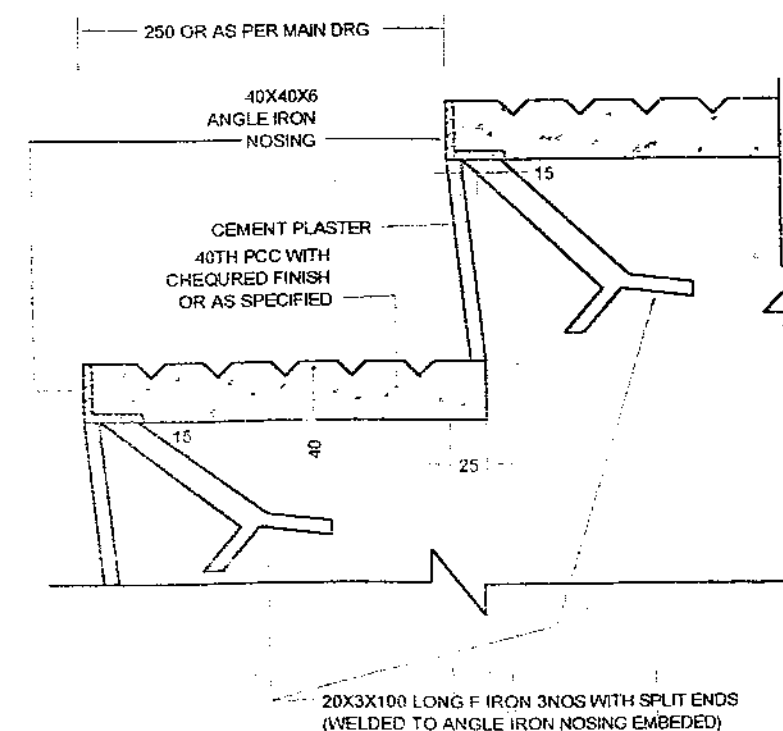 250 OR AS PER MAIN DRG
40X40X6
ANGLE IRON
NOSING
15
CEMENT PLASTER
40TH PCC WITH
CHEQURED FINISH
OR AS SPECIFIED
15
40
25
20X3X100 LONG F IRON 3NOS WITH SPLIT ENDS
(WELDED TO ANGLE IRON NOSING EMBEDED)